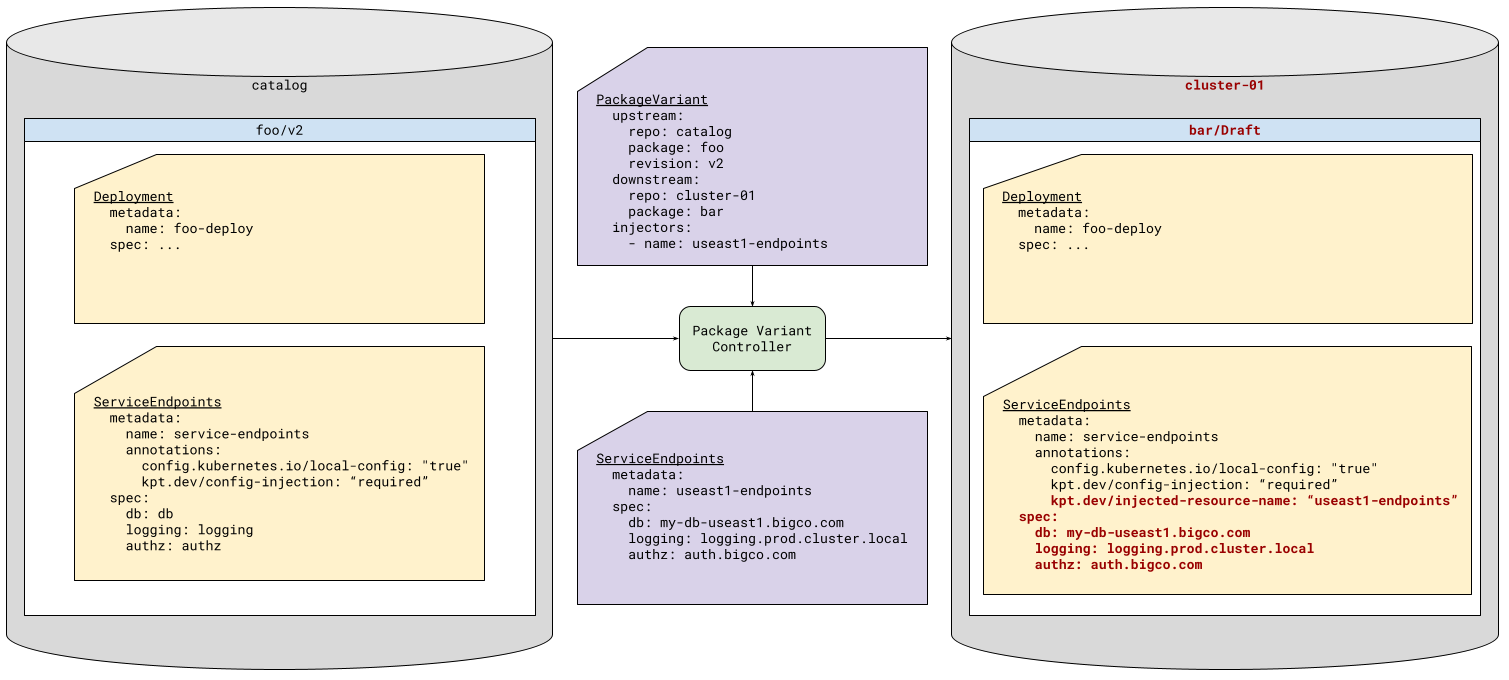 catalog
foo/v2
Deployment
  metadata:
    name: foo-deploy
  spec: ...
ServiceEndpoints
  metadata:
    name: service-endpoints
    annotations:
      config.kubernetes.io/local-config: "true"
      kpt.dev/config-injection: “required”
  spec:
    db: db
    logging: logging
    authz: authz
PackageVariant
  upstream:
    repo: catalog
    package: foo
    revision: v2
  downstream:
    repo: cluster-01
    package: bar
  injectors:
    - name: useast1-endpoints
Package Variant
Controller
ServiceEndpoints
  metadata:
    name: useast1-endpoints
  spec:
    db: my-db-useast1.bigco.com
    logging: logging.prod.cluster.local
    authz: auth.bigco.com
cluster-01
bar/Draft
Deployment
  metadata:
    name: foo-deploy
  spec: ...
ServiceEndpoints
  metadata:
    name: service-endpoints
    annotations:
      config.kubernetes.io/local-config: "true"
      kpt.dev/config-injection: “required”
      kpt.dev/injected-resource-name: “useast1-endpoints”
  spec:
    db: my-db-useast1.bigco.com
    logging: logging.prod.cluster.local
    authz: auth.bigco.com